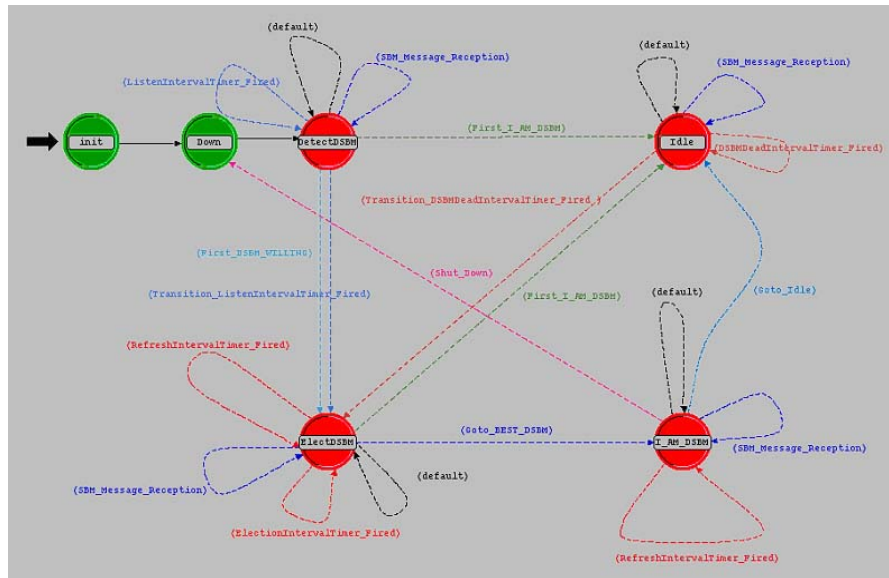 (default)
(default)
(SBM_Message_Reception)
(SBM_Message_Reception)
(ListenIntervalTimer_Fired)
(First_I_AM_DSBM)
init
Down
DetectDSBM
Idle
(DSBMDeadIntervalTimer_Fired)
(Transition_DSBMDeadIntervalTimer_Fired )
(First_DSBM_WILLING)
(Shut_Down)
(default)
(Goto_Idle)
(Transition_ListenIntervalTimer_Fired)
(First_I_AM_DSBM)
(RefreshIntervalTimer_Fired)
(Goto_BEST_DSBM)
ElectDSBM
I_AM_DSBM
(SBM_Message_Reception)
(default)
(SBM_Message_Reception)
(ElectionIntervalTimer_Fired)
(RefreshIntervalTimer_Fired)